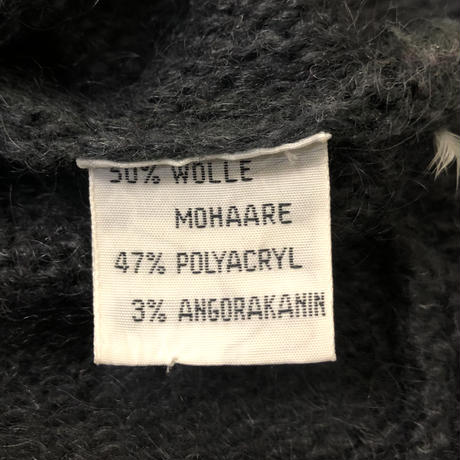 50% WOLLE
MOHAARE
47% POLYACRYL
3% ANGORAKANIN